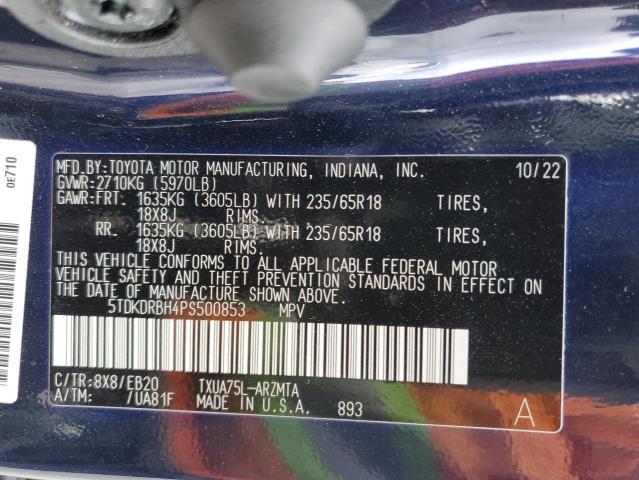 0E710
MFD.BY:TOYOTA MOTOR MANUFACTURING, INDIANA, INC. 10/22
GVWR:2710KG (5970LB)
GAWR:FRT. 1635KG (3605LB) WITH 235/65R18 TIRES,
18X8J RIMS,
RR. 1635KG (3605LB) WITH 235/65R18 TIRES,
18X8J RIMS.
THIS VEHICLE CONFORMS TO ALL APPLICABLE FEDERAL MOTOR
VEHICLE SAFETY AND THEFT PREVENTION STANDARDS IN EFFECT ON
THE DATE OF MANUFACTURE SHOWN ABOVE.
5TDKDRBH4PS500853 MPV
C/TR:8X8/EB20 TXUA75L-ARZMTA
A/TM: /UA81F MADE IN U.S.A. 893 A